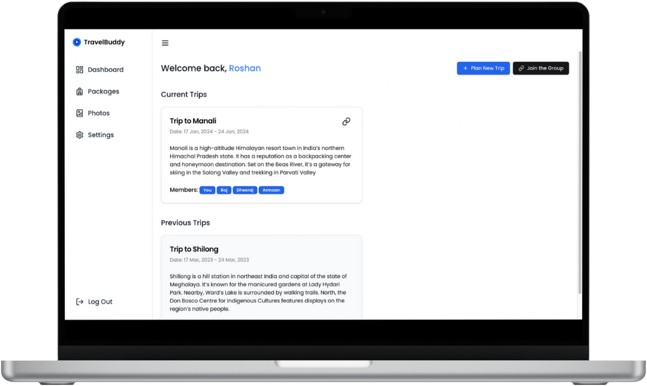 TravelBuddy
Dashboard
Packages
Photos
Settings
Log Out
Welcome back, Roshan
+ Plan New Trip
Join the Group
Current Trips
Trip to Manali
Date: 17 Jan, 2024 - 24 Jan, 2024
Manali is a high-altitude Himalayan resort town in India's northern
Himachal Pradesh state. It has a reputation as a backpacking center
and honeymoon destination. Set on the Beas River, it's a gateway for
skiing in the Solang Valley and trekking in Parvati Valley
Members: You Raj Dheeraj Armaan
Previous Trips
Trip to Shilong
Date: 17 Mar, 2023 - 24 Mar, 2023
Shillong is a hill station in northeast India and capital of the state of
Meghalaya. It's known for the manicured gardens at Lady Hydari
Park. Nearby, Ward's Lake is surrounded by walking trails. North, the
Don Bosco Centre for Indigenous Cultures features displays on the
region's native people.